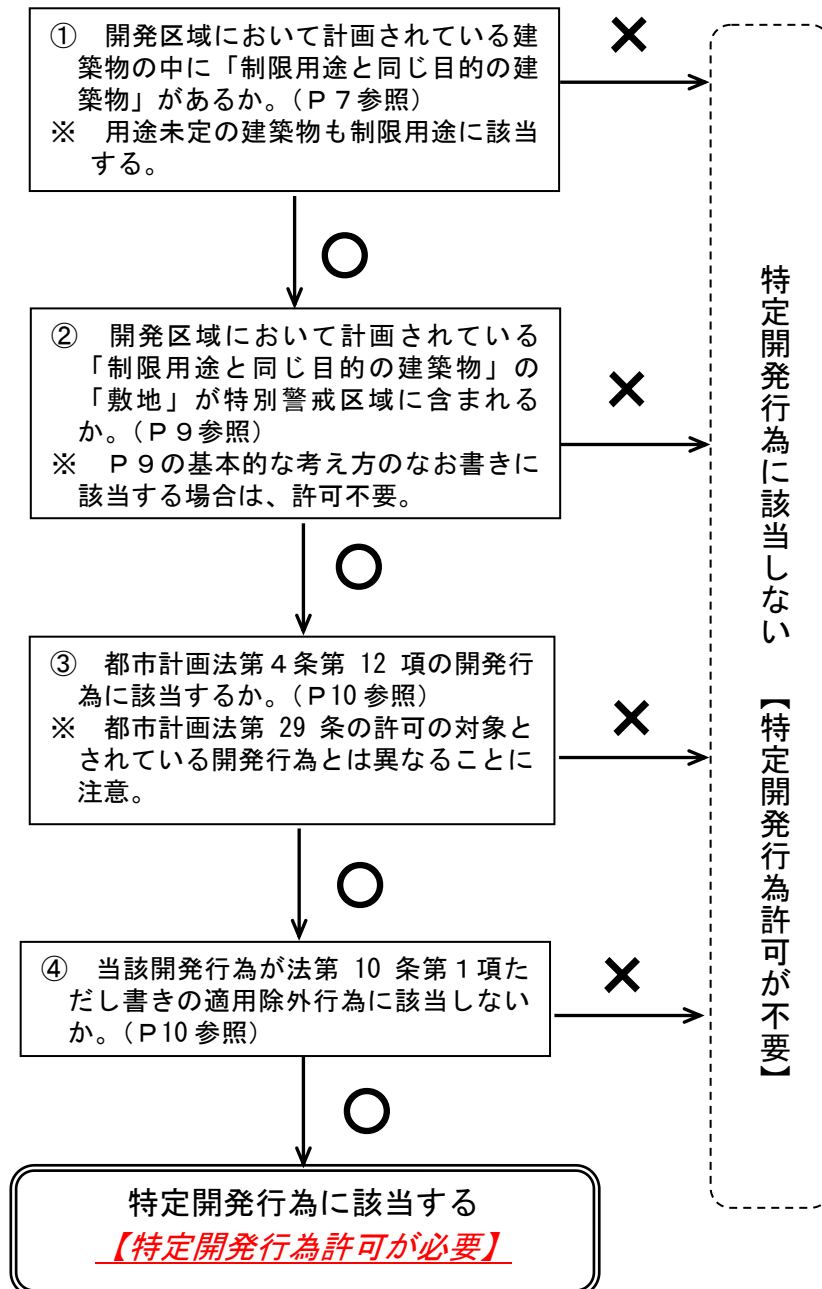 ① 開発区域において計画されている建
築物の中に「制限用途と同じ目的の建
築物」があるか。(P7参照)
※ 用途未定の建築物も制限用途に該当
する。
×
○
② 開発区域において計画されている
「制限用途と同じ目的の建築物」の
「敷地」が特別警戒区域に含まれる
か。(P9参照)
※ P9の基本的な考え方のなお書きに
該当する場合は、許可不要。
×
○
③ 都市計画法第4条第 12 項の開発行
為に該当するか。(P10 参照)
※ 都市計画法第 29 条の許可の対象と
されている開発行為とは異なることに
注意。
×
○
④ 当該開発行為が法第 10 条第1項た
だし書きの適用除外行為に該当しない
か。(P10 参照)
×
○
特定開発行為に該当する
【特定開発行為許可が必要】
特定開発行為に該当しない 【特定開発行為許可が不要】